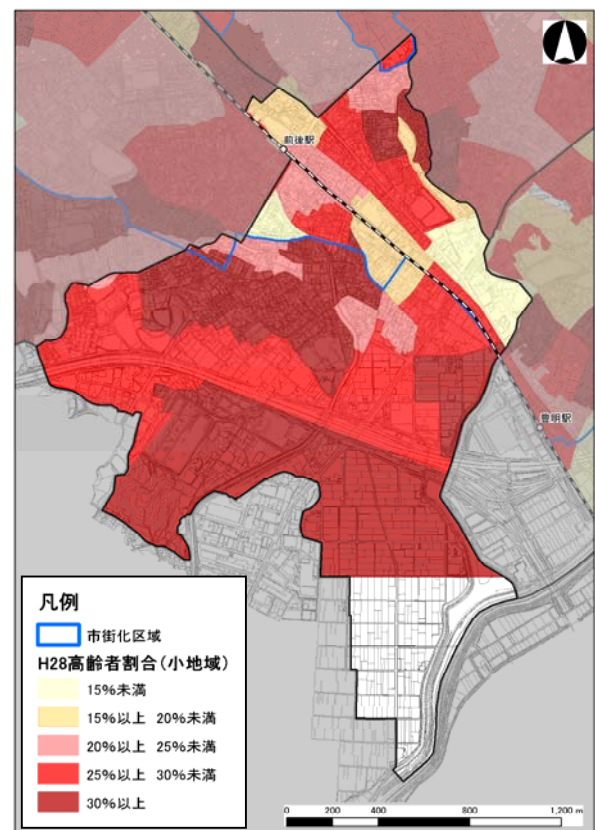 前後駅
豊明駅
凡例
市街化区域
H28高齢者割合(小地域)
15%未満
15%以上 20%未満
20%以上 25%未満
25%以上 30%未満
30%以上
0 200 400 800 1,200 m